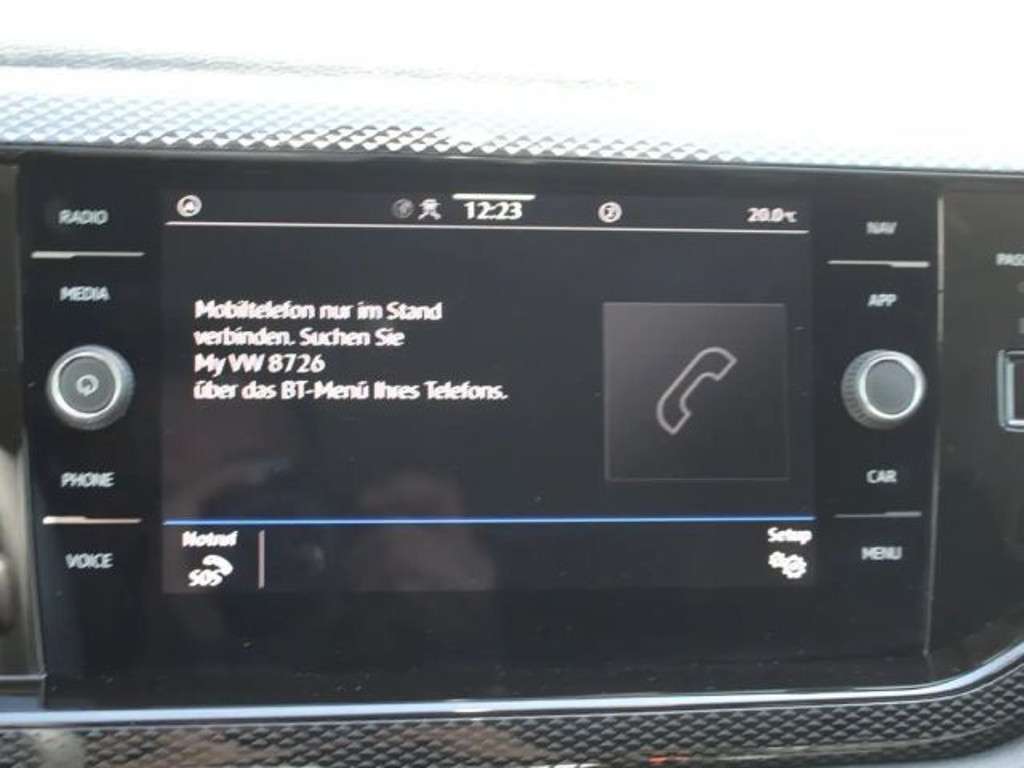 RADIO
MEDIA
PHONE
VOICE
12:23
20.0°C
Mobiltelefon nur im Stand
verbinden. Suchen Sie
My VW 8726
über das BT-Menü Ihres Telefons.
Notruf
SOS
Setup
NAV
APP
CAR
MENU
PASS